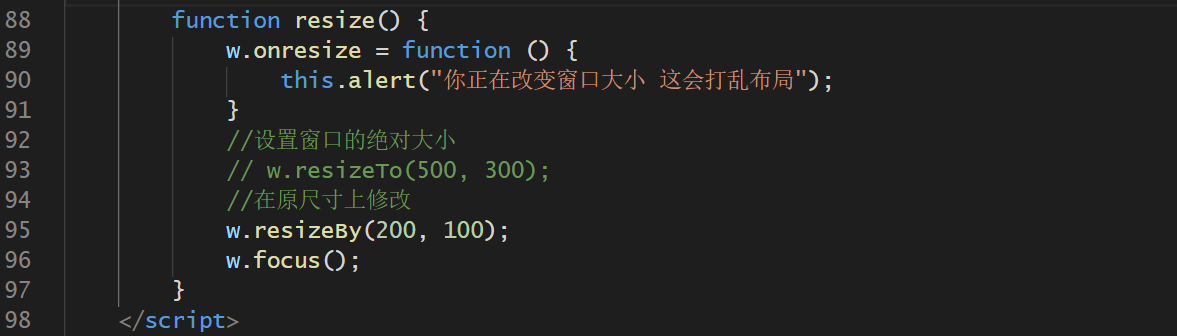 88 function resize() {
89 w.onresize = function () {
90 this.alert("你正在改变窗口大小 这会打乱布局");
91 }
92 //设置窗口的绝对大小
93 // w.resizeTo(500, 300);
94 //在原尺寸上修改
95 w.resizeBy(200, 100);
96 w.focus();
97 }
98 </script>